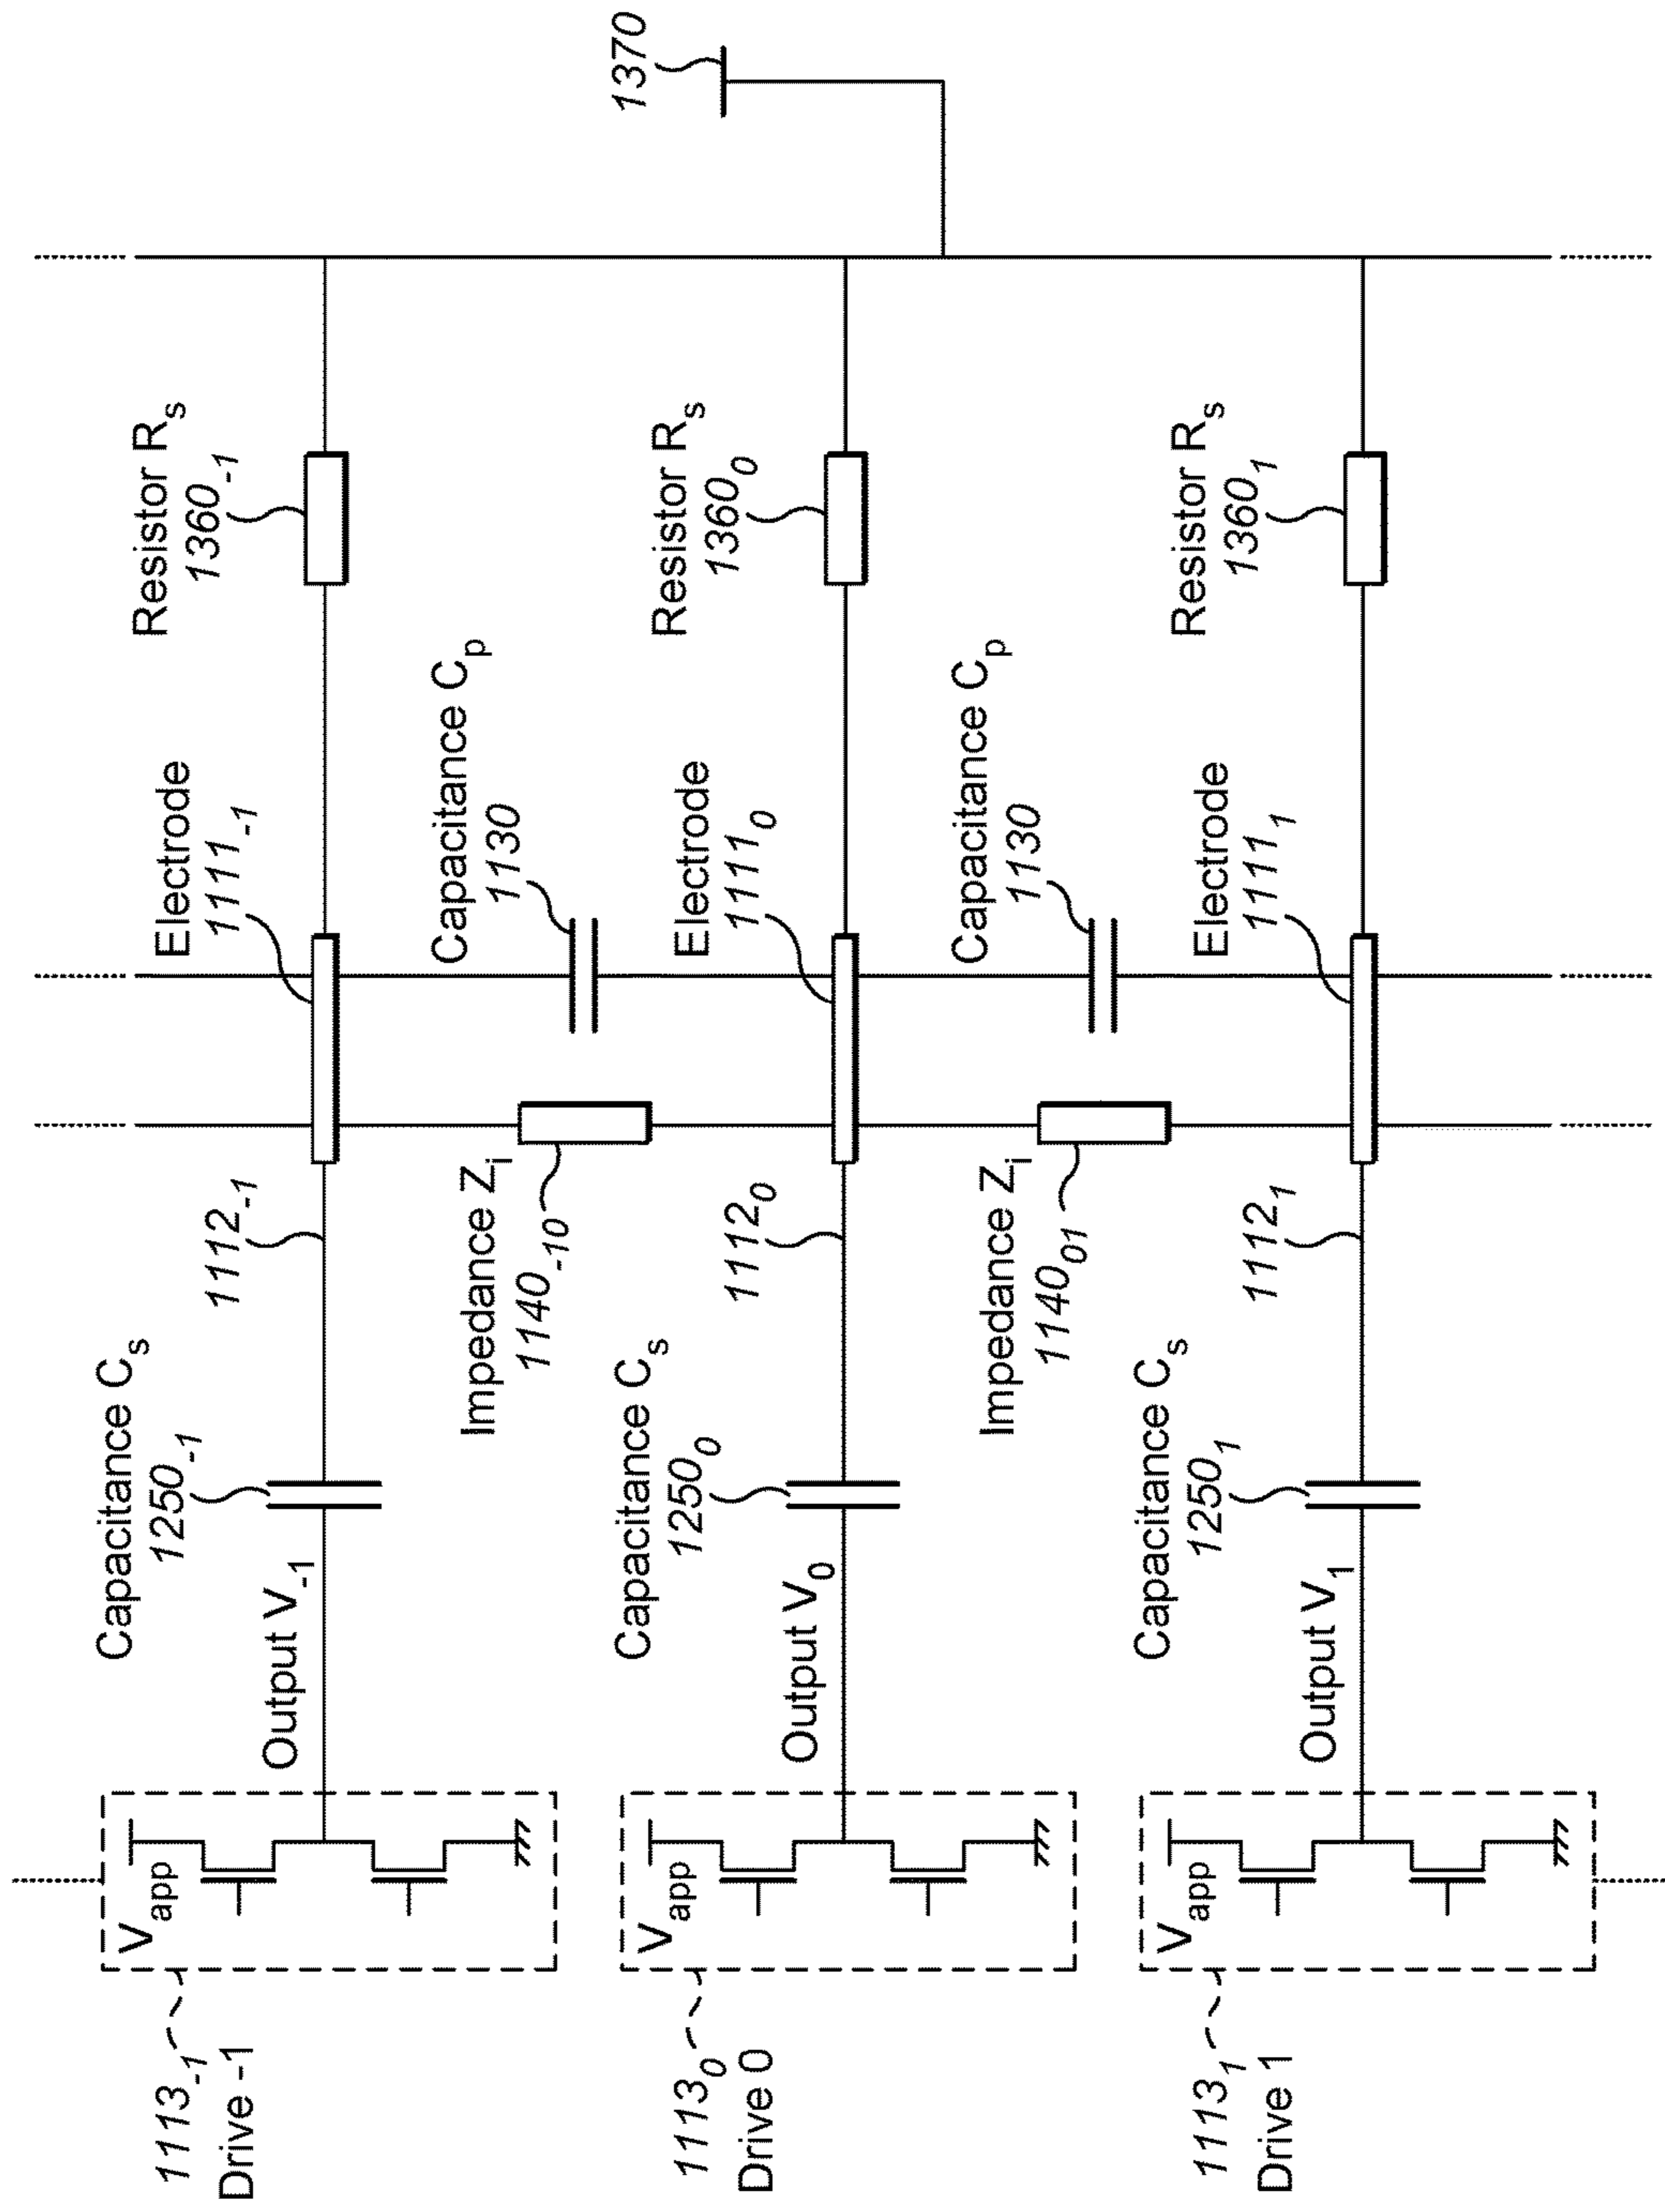 1370
Resistor Rs
1360-1
Resistor Rs
13600
Resistor Rs
13601
Capacitance Cp
1130
Capacitance Cp
1130
Electrode
1111-1
Electrode
11110
Electrode
11111
1112-1
Impedance Zi
1140-10
11120
Impedance Zi
114001
11121
Capacitance Cs
1250-1
Capacitance Cs
12500
Capacitance Cs
12501
Output V-1
Output V0
Output V1
Vapp
Vapp
Vapp
1113-1
Drive -1
11130
Drive 0
11131
Drive 1